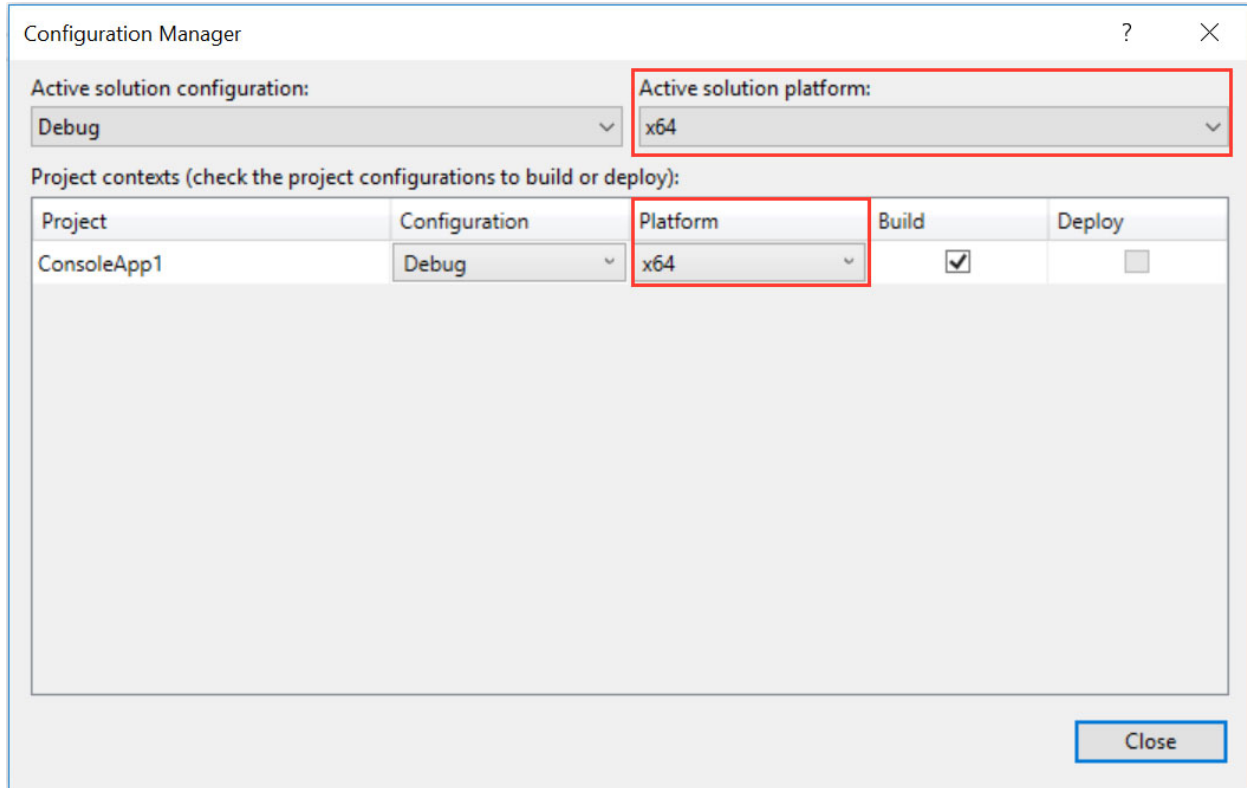 Configuration Manager ?
Active solution configuration: Active solution platform:
Debug x64
Project contexts (check the project configurations to build or deploy):
Project Configuration Platform Build Deploy
ConsoleApp1 Debug x64
Close